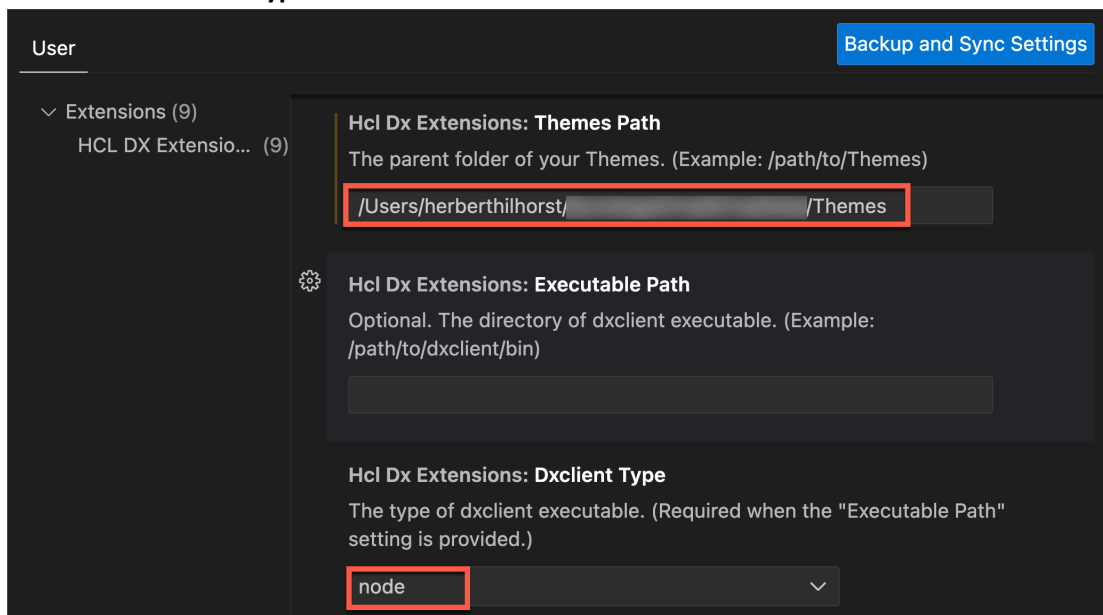 User
Backup and Sync Settings
Extensions (9)
HCL DX Extensio... (9)
Hcl Dx Extensions: Themes Path
The parent folder of your Themes. (Example: /path/to/Themes)
/Users/herberthilhorst/ /Themes
Hcl Dx Extensions: Executable Path
Optional. The directory of dxclient executable. (Example:
/path/to/dxclient/bin)
Hcl Dx Extensions: Dxclient Type
The type of dxclient executable. (Required when the "Executable Path"
setting is provided.)
node